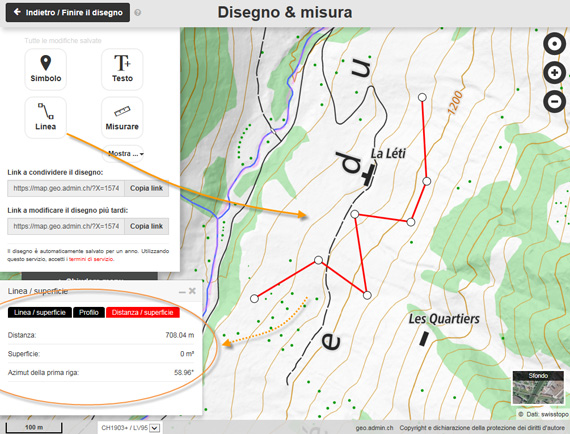 Indietro / Finire il disegno
Disegno & misura
Tutte le modifiche salvate
Simbolo
Testo
Linea
Misurare
Mostra ...
Link a condividere il disegno:
https://map.geo.admin.ch/?X=1574
Copia link
Link a modificare il disegno più tardi:
https://map.geo.admin.ch/?X=1574
Copia link
Il disegno è automaticamente salvato per un anno. Utilizzando
questo servizio, accetti i termini di servizio.
Linea / superficie
Linea / superficie
Profilo
Distanza / superficie
Distanza:
708.04 m
Superficie:
0 m²
Azimut della prima riga:
58.96°
u
d
e
1200
La Léti
Les Quartiers
Sfondo
© Dati: swisstopo
100 m
CH1903+ / LV95
geo.admin.ch
Copyright e dichiarazione della protezione dei diritti d'autore